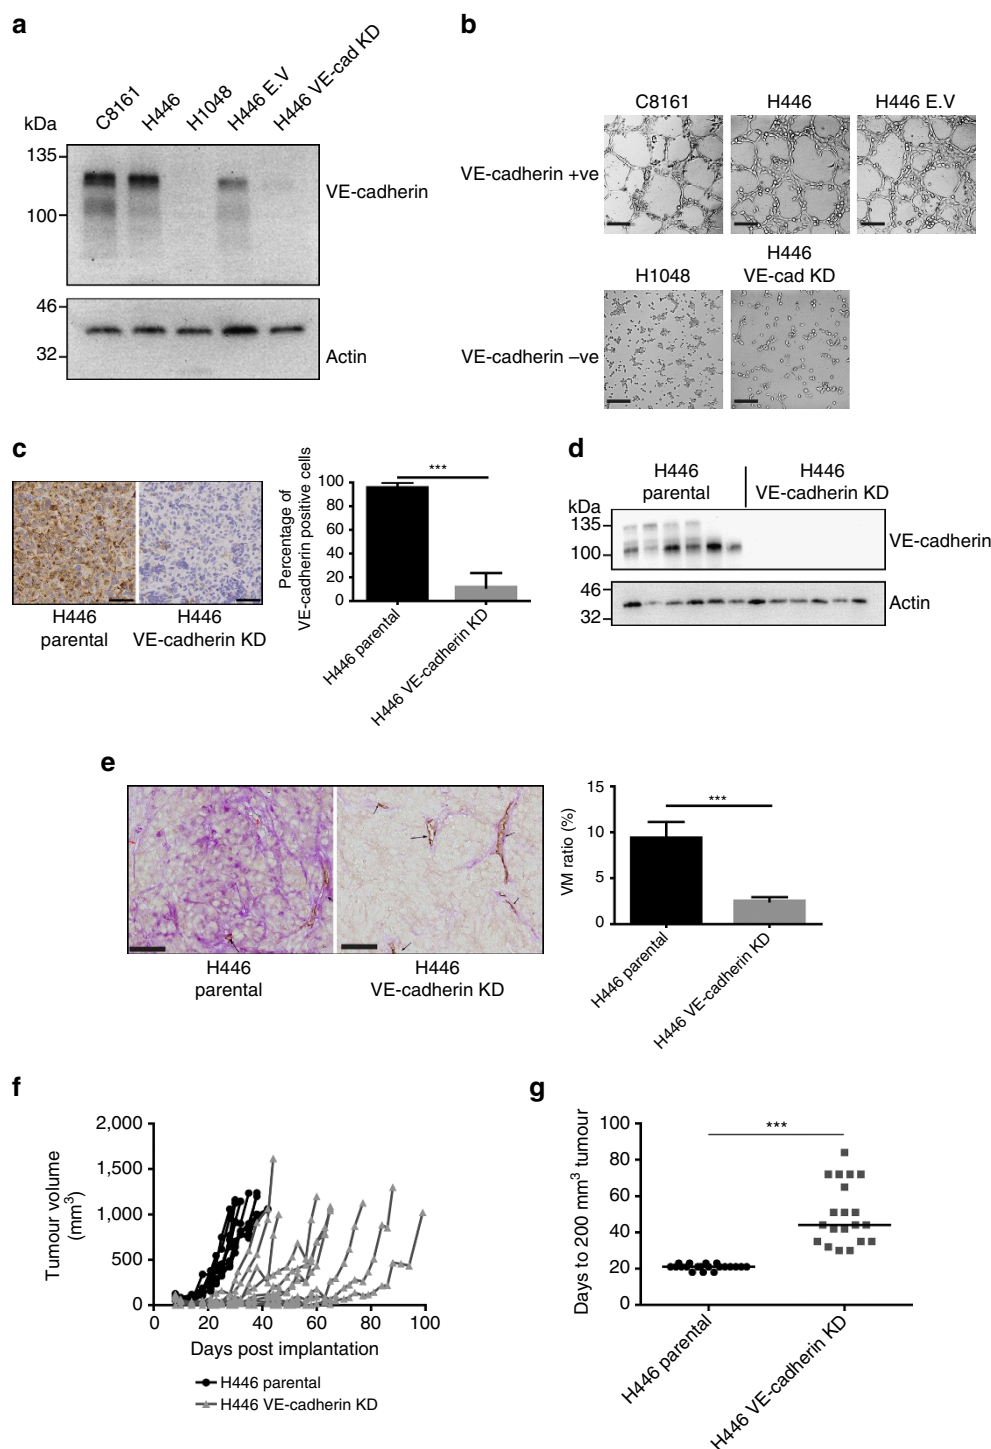 a
kDa
C8161
H446
H1048
H446 E.V
H446 VE-cad KD
135
100
VE-cadherin
46
32
Actin
b
C8161
H446
H446 E.V
VE-cadherin +ve
H1048
H446
VE-cad KD
VE-cadherin –ve
c
H446
parental
H446
VE-cadherin KD
Percentage of
VE-cadherin positive cells
100
80
60
40
20
0
***
H446 parental
H446 VE-cadherin KD
d
H446
parental
H446
VE-cadherin KD
kDa
135
100
VE-cadherin
46
32
Actin
e
H446
parental
H446
VE-cadherin KD
VM ratio (%)
15
10
5
0
***
H446 parental
H446 VE-cadherin KD
f
Tumour volume
(mm3)
2,000
1,500
1,000
500
0
0
20
40
60
80
100
Days post implantation
H446 parental
H446 VE-cadherin KD
g
Days to 200 mm3 tumour
100
80
60
40
20
0
***
H446 parental
H446 VE-cadherin KD